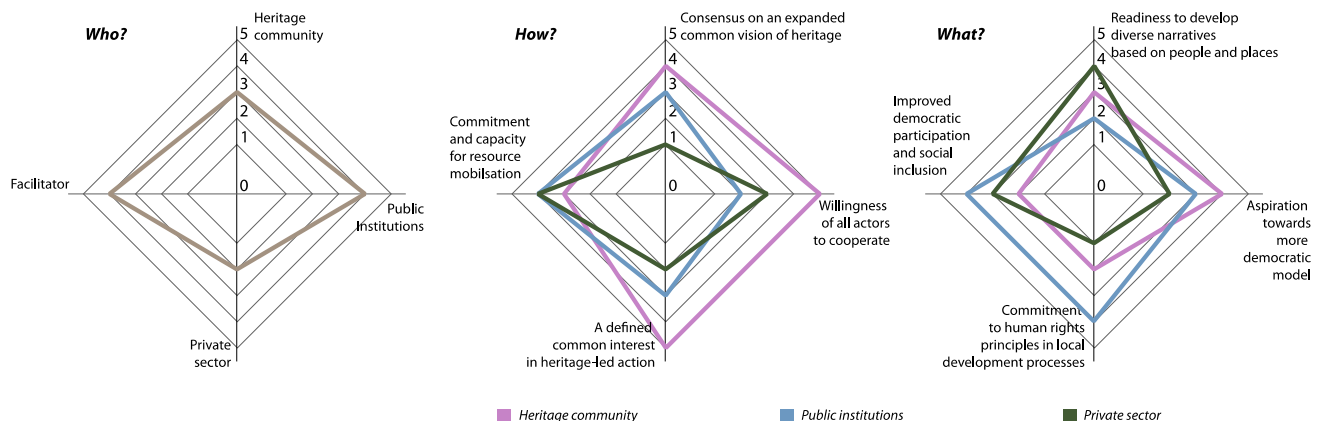 Who?
Heritage
community
5
4
3
2
1
0
Facilitator
Public
Institutions
Private
sector
How?
Consensus on an expanded
common vision of heritage
5
4
3
2
1
0
Commitment
and capacity
for resource
mobilsation
Willingness
of all actors
to cooperate
A defined
common interest
in heritage-led action
What?
Readiness to develop
diverse narratives
based on people and places
5
4
3
2
1
0
Improved
democratic
participation
and social
inclusion
Aspiration
towards
more
democratic
model
Commitment
to human rights
principles in local
development processes
Heritage community
Public institutions
Private sector